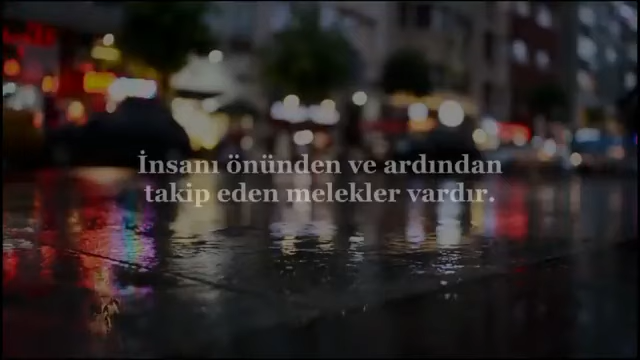 İnsanı önünden ve ardından
takip eden melekler vardır.